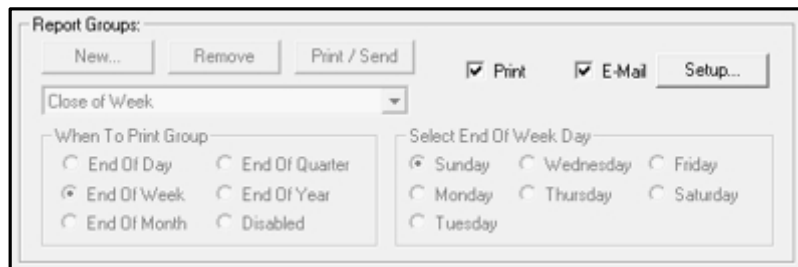 Report Groups:
New... Remove Print / Send Print E-Mail Setup...
Close of Week
When To Print Group Select End Of Week Day
End Of Day End Of Quarter Sunday Wednesday Friday
End Of Week End Of Year Monday Thursday Saturday
End Of Month Disabled Tuesday